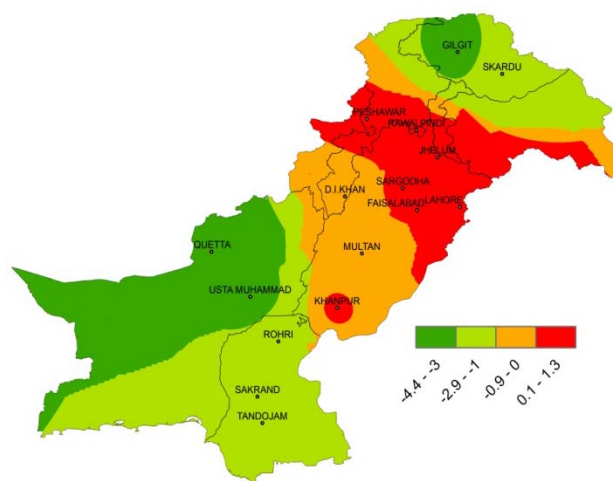 GILGIT
SKARDU
PESHAWAR
RAWALPINDI
JHELUM
SARGODHA
D.I.KHAN
FAISALABAD
LAHORE
QUETTA
MULTAN
USTA MUHAMMAD
KHANPUR
ROHRI
SAKRAND
TANDOJAM
-4.4 - -3
-2.9 - -1
-0.9 - 0
0.1 - 1.3